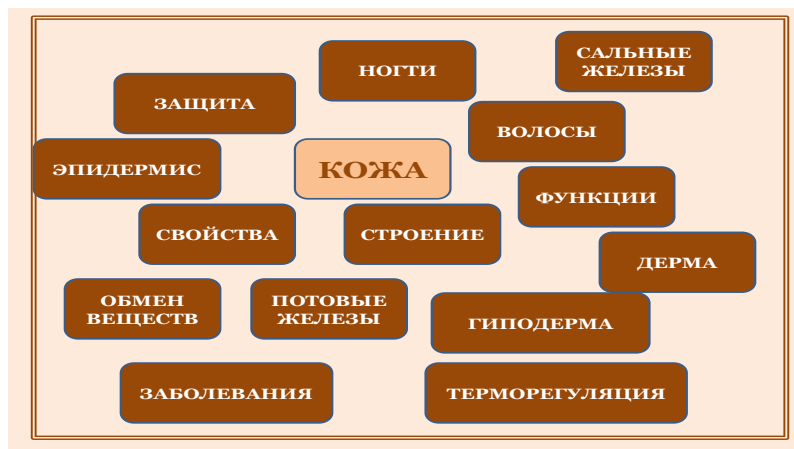 НОГТИ
САЛЬНЫЕ
ЖЕЛЕЗЫ
ЗАЩИТА
ВОЛОСЫ
ЭПИДЕРМИС
КОЖА
ФУНКЦИИ
СВОЙСТВА
СТРОЕНИЕ
ДЕРМА
ОБМЕН
ВЕЩЕСТВ
ПОТОВЫЕ
ЖЕЛЕЗЫ
ГИПОДЕРМА
ЗАБОЛЕВАНИЯ
ТЕРМОРЕГУЛЯЦИЯ